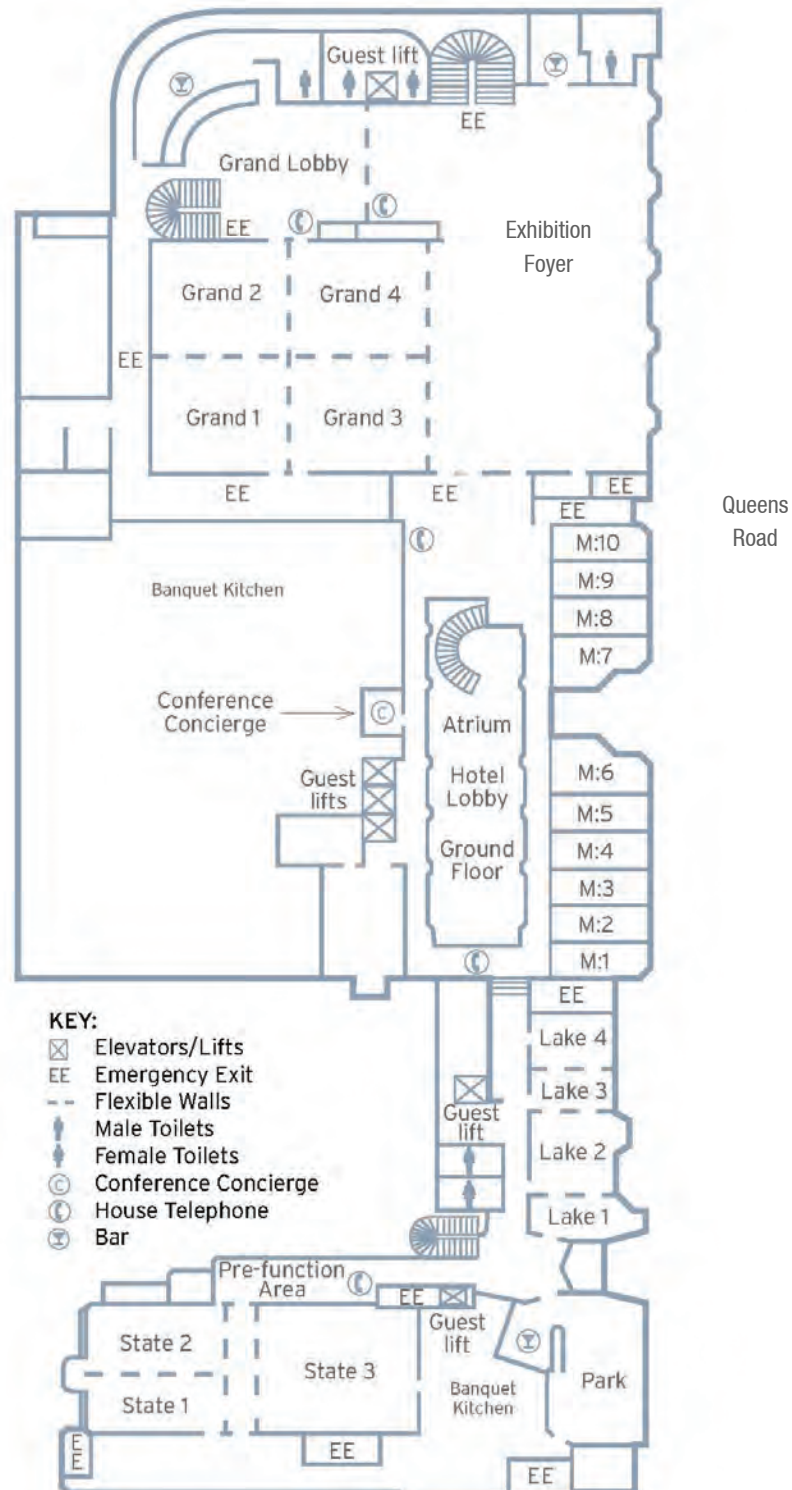 Guest lift
EE
Grand Lobby
EE
Exhibition
Foyer
Grand 2
Grand 4
EE
Grand 1
Grand 3
EE
EE
EE
EE
Queens
Road
M:10
M:9
M:8
M:7
Banquet Kitchen
Conference
Concierge
C
Atrium
Hotel
Lobby
Ground
Floor
Guest
lifts
M:6
M:5
M:4
M:3
M:2
M:1
EE
KEY:
Elevators/Lifts
EE Emergency Exit
Flexible Walls
Male Toilets
Female Toilets
C Conference Concierge
House Telephone
Bar
Lake 4
Lake 3
Guest
lift
Lake 2
Lake 1
Pre-function
Area
EE
Guest
lift
State 2
State 3
State 1
Banquet
Kitchen
Park
EE
EE
EE